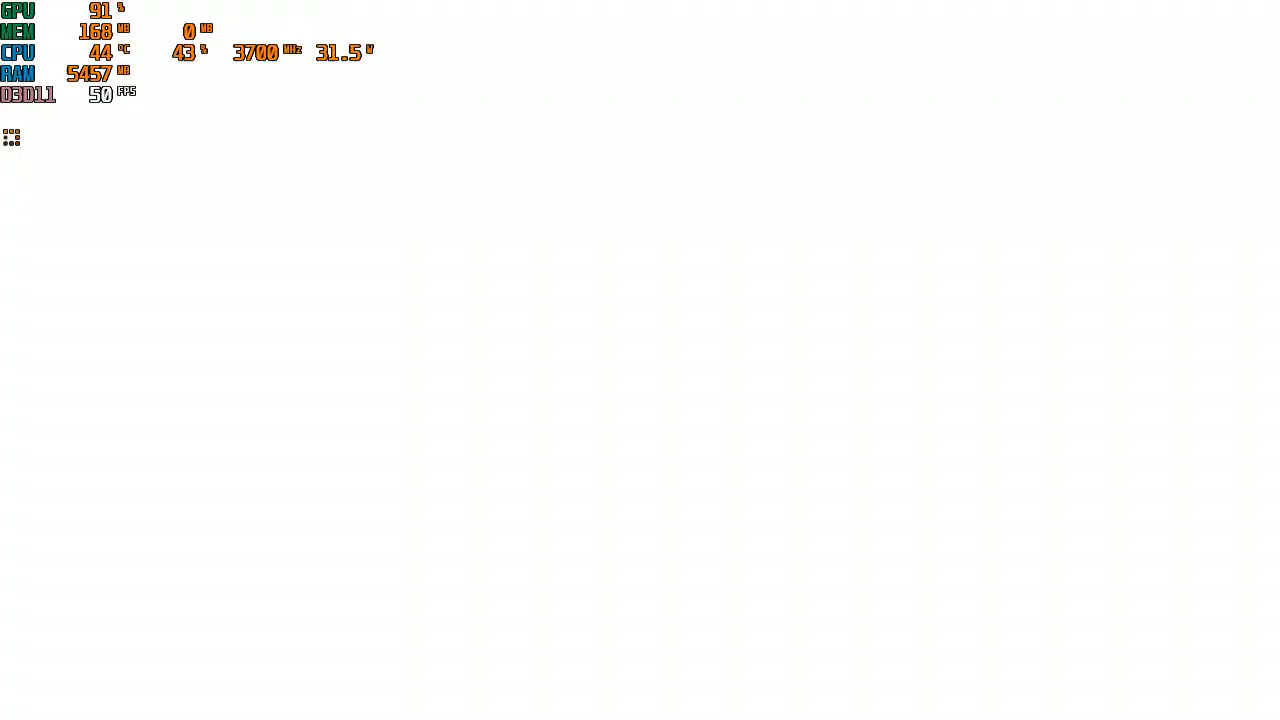 GPU 91 %
MEM 168 MB 0 MB
CPU 44 °C 43 % 3700 MHz 31.5 W
RAM 5457 MB
D3D11 50 FPS